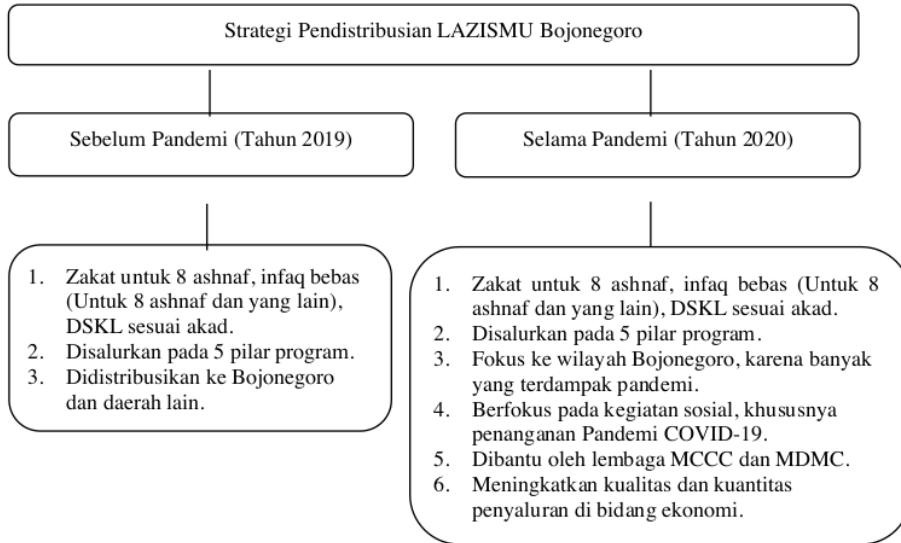 Strategi Pendistribusian LAZISMU Bojonegoro
Sebelum Pandemi (Tahun 2019)
Selama Pandemi (Tahun 2020)
1. Zakat untuk 8 ashnaf, infaq bebas
(Untuk 8 ashnaf dan yang lain),
DSKL sesuai akad.
2. Disalurkan pada 5 pilar program.
3. Didistribusikan ke Bojonegoro
dan daerah lain.
1. Zakat untuk 8 ashnaf, infaq bebas (Untuk 8
ashnaf dan yang lain), DSKL sesuai akad.
2. Disalurkan pada 5 pilar program.
3. Fokus ke wilayah Bojonegoro, karena banyak
yang terdampak pandemi.
4. Berfokus pada kegiatan sosial, khususnya
penanganan Pandemi COVID-19.
5. Dibantu oleh lembaga MCCC dan MDMC.
6. Meningkatkan kualitas dan kuantitas
penyaluran di bidang ekonomi.